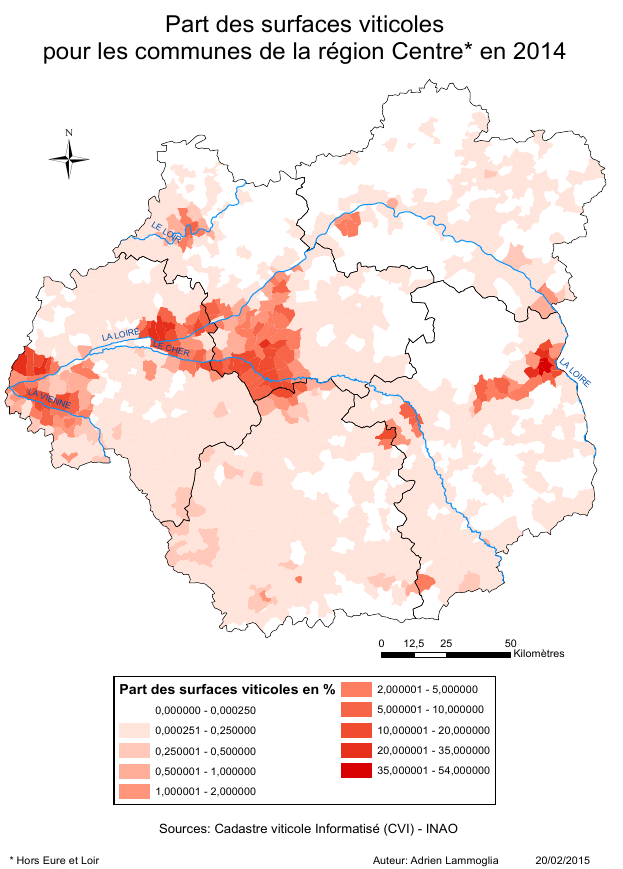 Part des surfaces viticoles
pour les communes de la région Centre* en 2014
N
LE LOIR
LA LOIRE
LE CHER
LA VIENNE
LA LOIRE
0 12,5 25 50
Kilomètres
Part des surfaces viticoles en %
0,000000 - 0,000250
0,000251 - 0,250000
0,250001 - 0,500000
0,500001 - 1,000000
1,000001 - 2,000000
2,000001 - 5,000000
5,000001 - 10,000000
10,000001 - 20,000000
20,000001 - 35,000000
35,000001 - 54,000000
Sources: Cadastre viticole Informatisé (CVI) - INAO
* Hors Eure et Loir Auteur: Adrien Lammoglia 20/02/2015